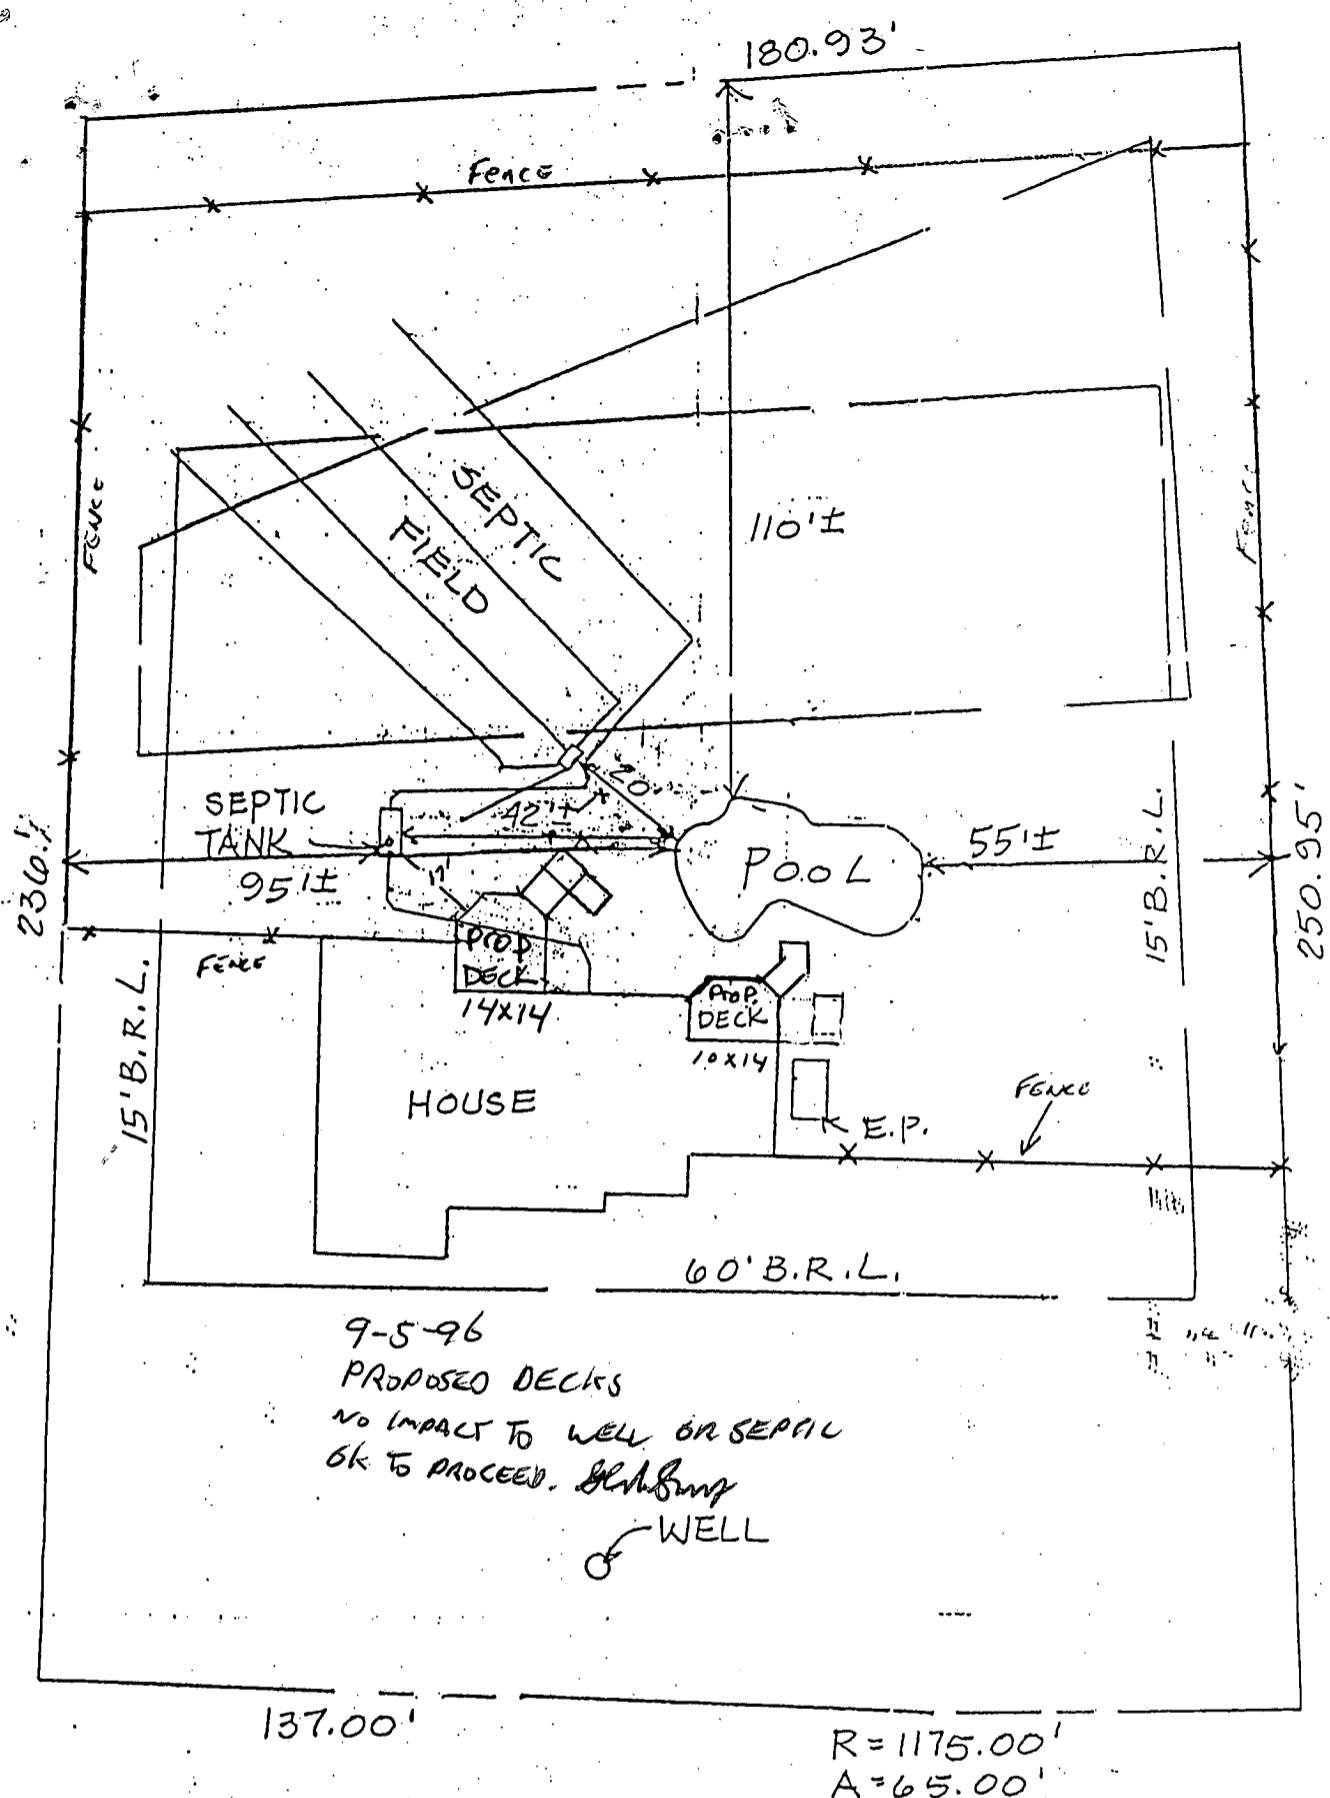 180.93'
FENCE
FENCE
FENCE
SEPTIC
FIELD
110'±
20'±
SEPTIC
TANK
42'±
236.
95'±
17'
POOL
55'±
15' B.R.L.
250.95'
FENCE
PROP
DECK
14X14
PROP.
DECK
10X14
15' B.R.L.
HOUSE
FENCE
E.P.
60' B.R.L.
9-5-96
PROPOSED DECKS
NO IMPACT TO WELL OR SEPTIC
OK TO PROCEED.
WELL
137.00'
R=1175.00'
A=65.00'